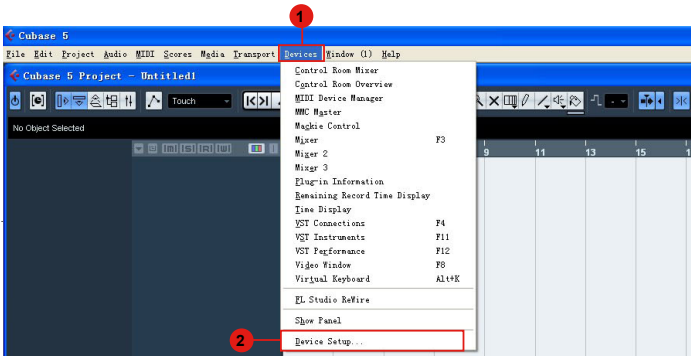 1
Cubase 5
File Edit Project Audio MIDI Scores Media Transport Devices Window (1) Help
Cubase 5 Project - Untitled1
Touch
No Object Selected
9 11 13 15 1
Control Room Mixer
Control Room Overview
MIDI Device Manager
MMC Master
Mackie Control
Mixer F3
Mixer 2
Mixer 3
Plug-in Information
Remaining Record Time Display
Time Display
VST Connections F4
VST Instruments F11
VST Performance F12
Video Window F8
Virtual Keyboard Alt+K
FL Studio ReWire
Show Panel
2
Device Setup...